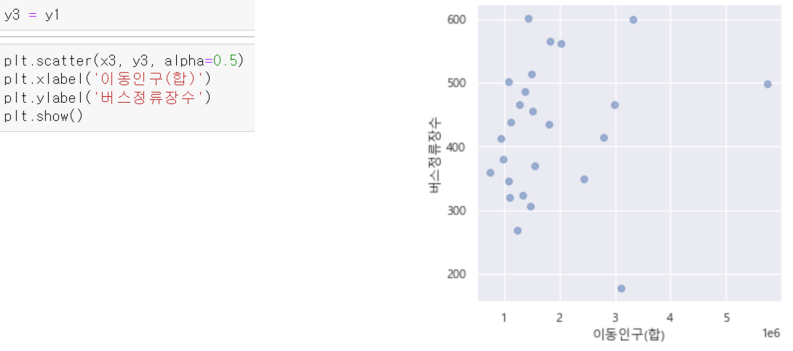 y3 = y1
plt.scatter(x3, y3, alpha=0.5)
plt.xlabel('이동인구(합)')
plt.ylabel('버스정류장수')
plt.show()
600
500
버스정류장수
400
300
200
1 2 3 4 5
이동인구(합)
1e6